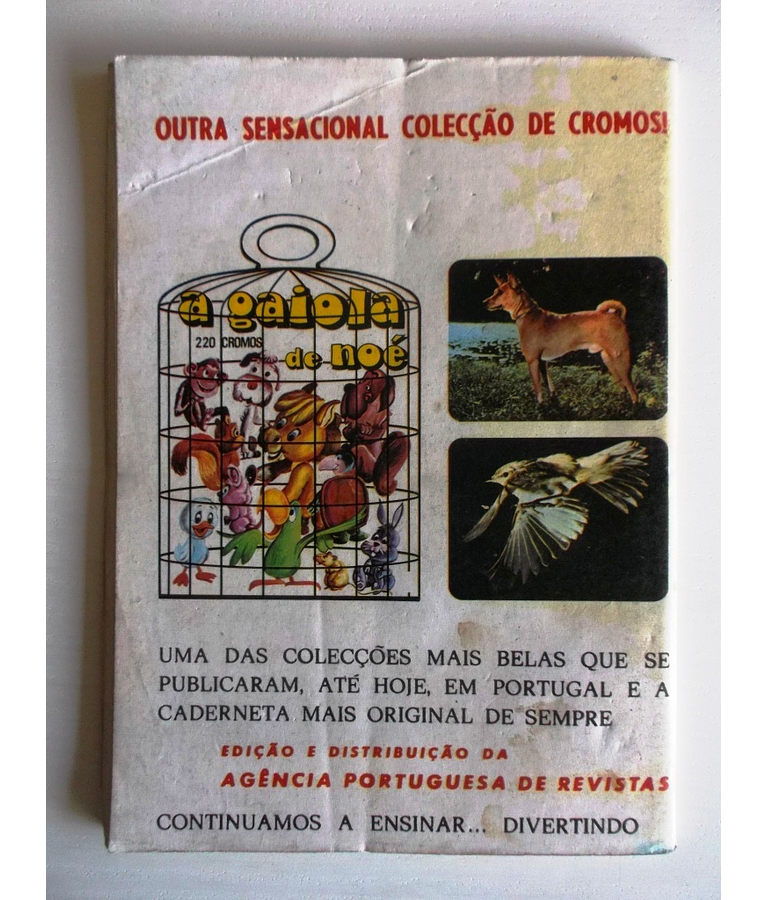 OUTRA SENSACIONAL COLECÇÃO DE CROMOS!
a gaiola
220 CROMOS
de noé
UMA DAS COLECÇÕES MAIS BELAS QUE SE
PUBLICARAM, ATÉ HOJE, EM PORTUGAL E A
CADERNETA MAIS ORIGINAL DE SEMPRE
EDIÇÃO E DISTRIBUIÇÃO DA
AGÊNCIA PORTUGUESA DE REVISTAS
CONTINUAMOS A ENSINAR... DIVERTINDO